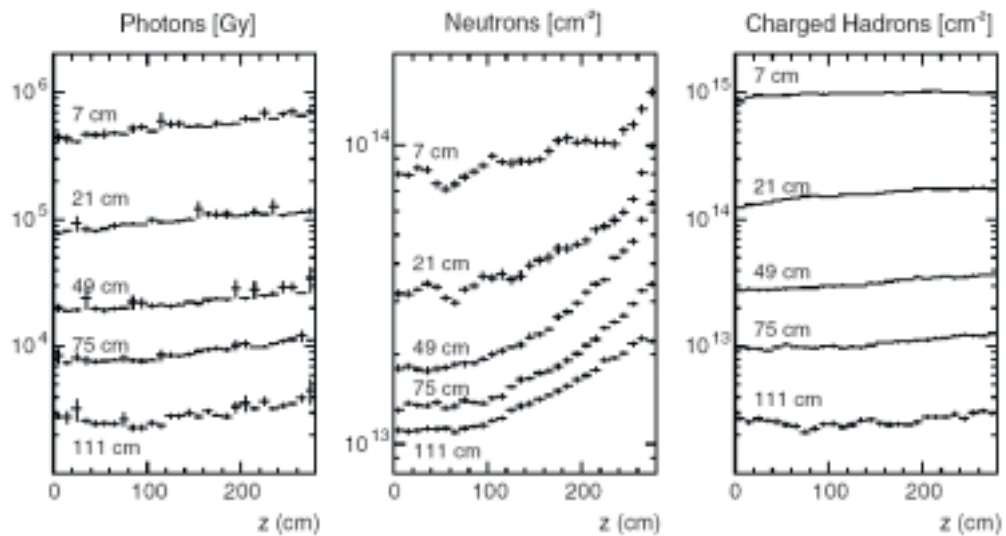 Photons [Gy]
10⁶
7 cm
21 cm
10⁵
49 cm
10⁴
75 cm
111 cm
0 100 200
z (cm)
Neutrons [cm⁻²]
10¹⁴
7 cm
21 cm
49 cm
75 cm
10¹³
111 cm
0 100 200
z (cm)
Charged Hadrons [cm⁻²]
7 cm
10¹⁵
21 cm
10¹⁴
49 cm
75 cm
10¹³
111 cm
0 100 200
z (cm)